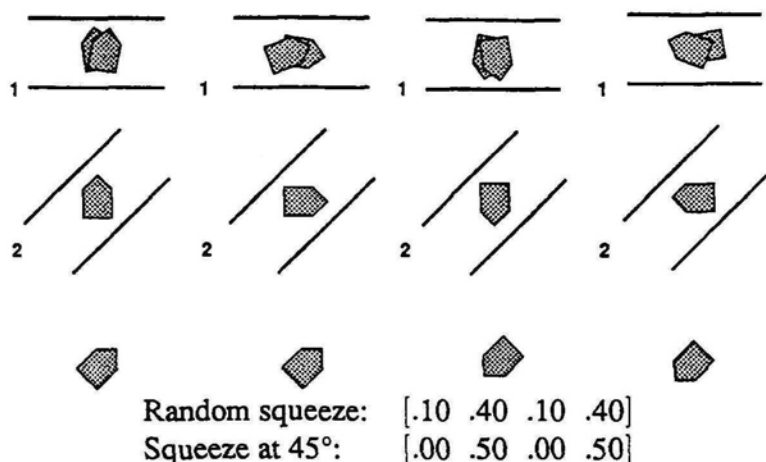 1 1 1 1
2 2 2 2
Random squeeze: [.10 .40 .10 .40]
Squeeze at 45°: [.00 .50 .00 .50]